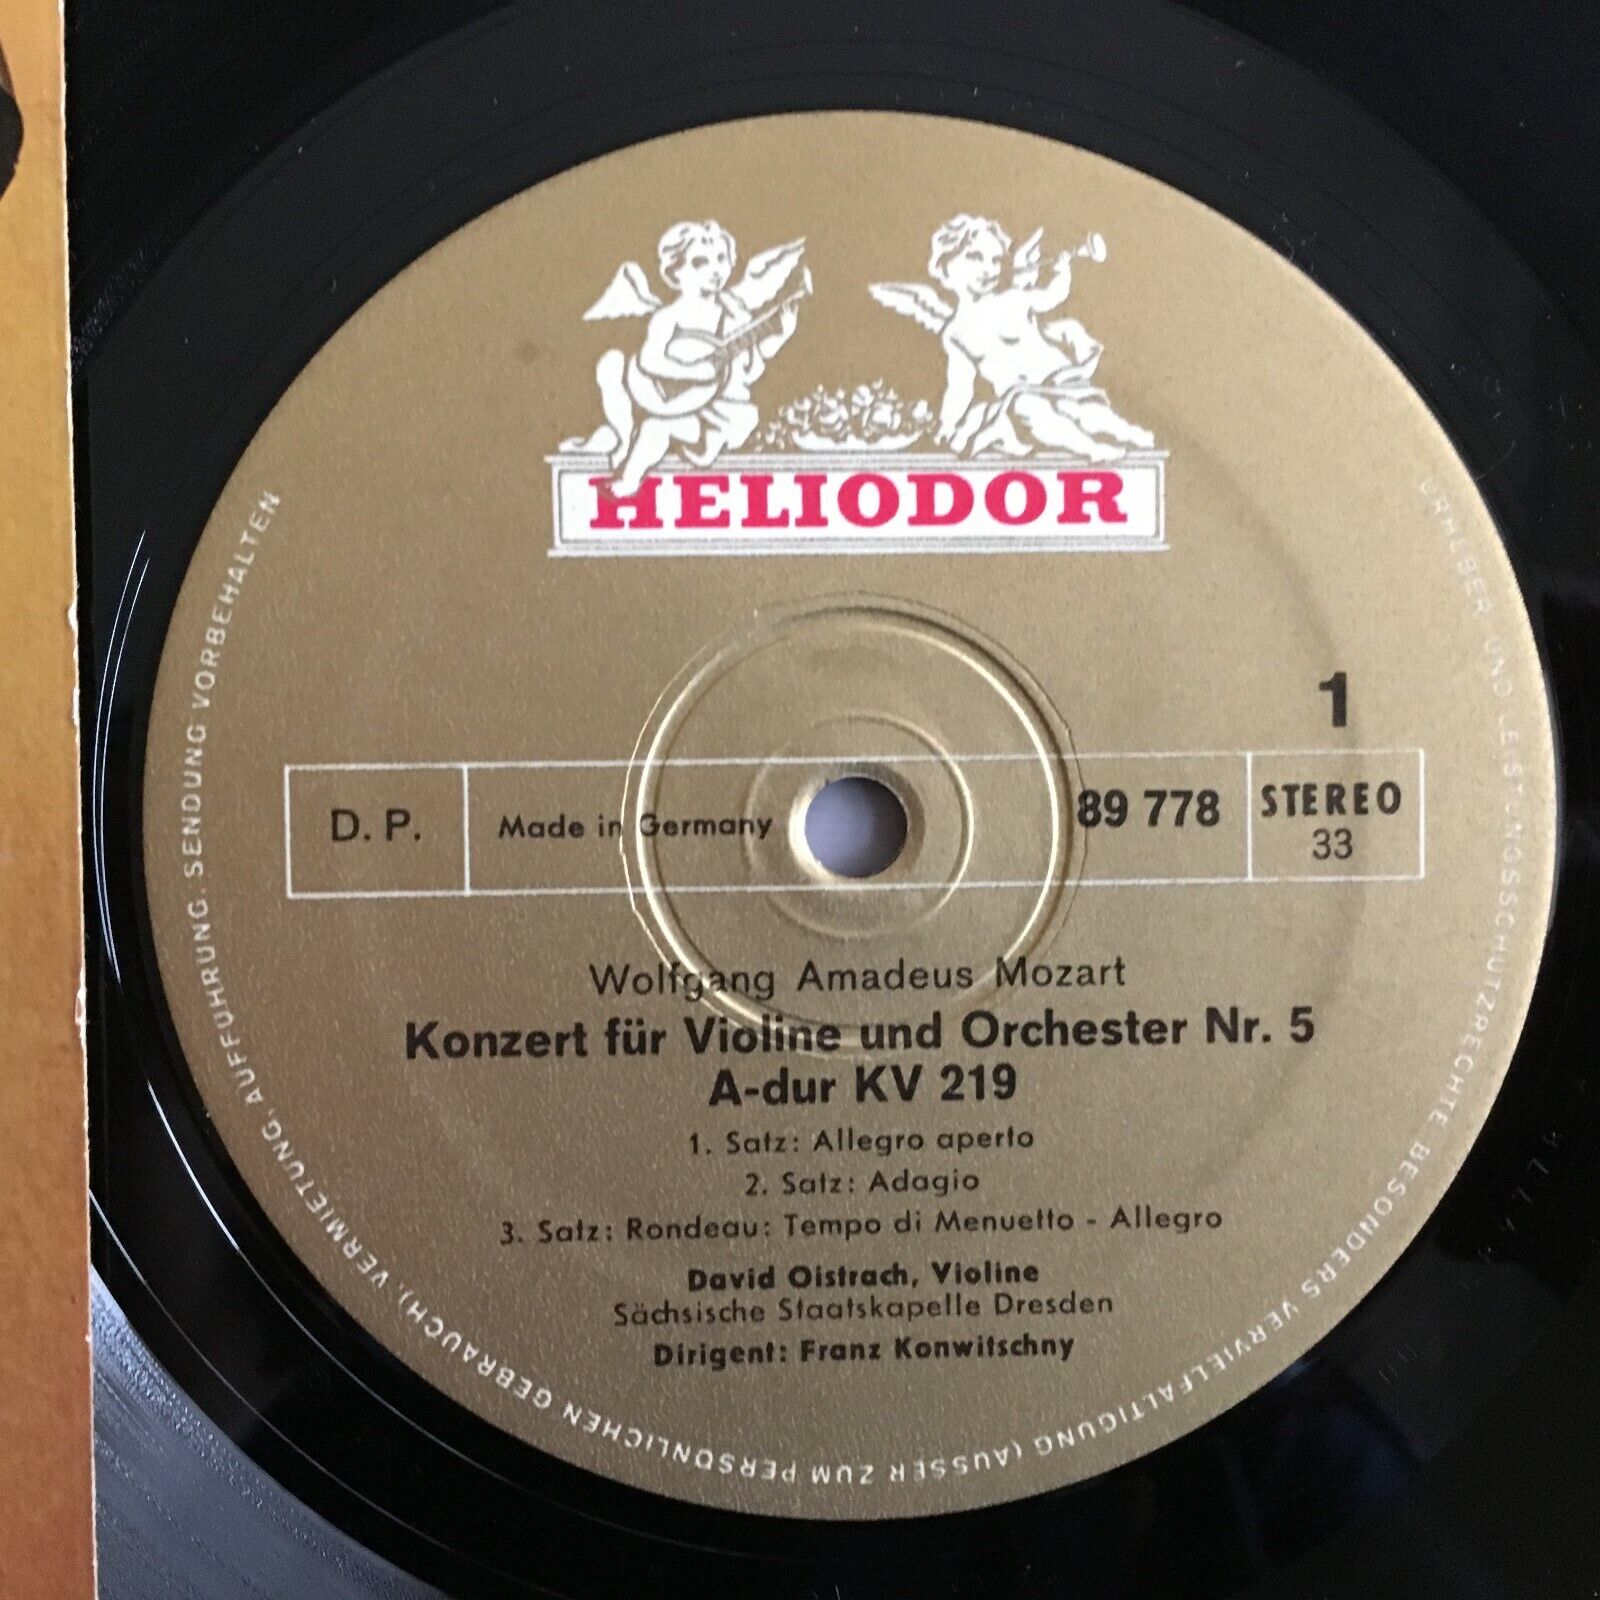 HELIODOR
1
D. P.
Made in Germany
89 778
STEREO
33
Wolfgang Amadeus Mozart
Konzert für Violine und Orchester Nr. 5
A-dur KV 219
1. Satz: Allegro aperto
2. Satz: Adagio
3. Satz: Rondeau: Tempo di Menuetto - Allegro
David Oistrach, Violine
Sächsische Staatskapelle Dresden
Dirigent: Franz Konwitschny
URHEBER UND LEISTUNGSSCHUTZRECHTE, BESONDERS VERVIELFÄLTIGUNG (AUSSER ZUM PERSÖNLICHEN GEBRAUCH), VERMIETUNG, AUFFÜHRUNG, SENDUNG VORBEHALTEN